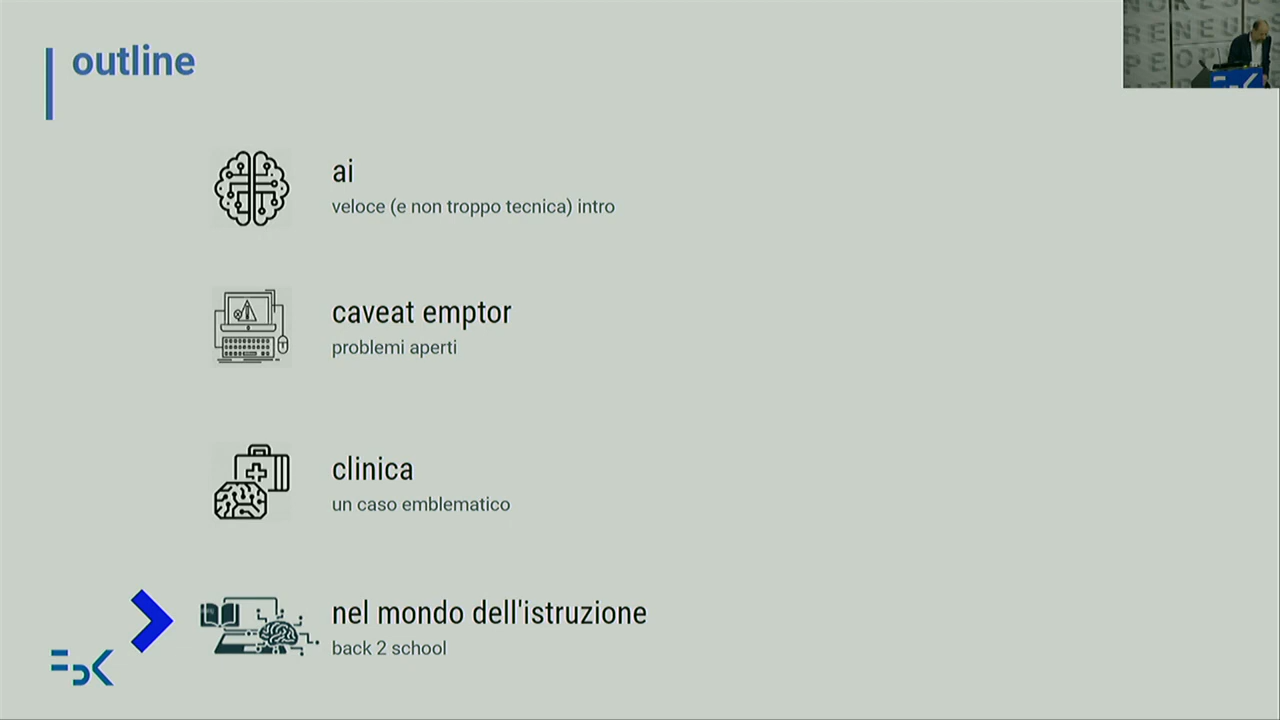 outline
ai
veloce (e non troppo tecnica) intro
caveat emptor
problemi aperti
clinica
un caso emblematico
nel mondo dell'istruzione
back 2 school
FBK